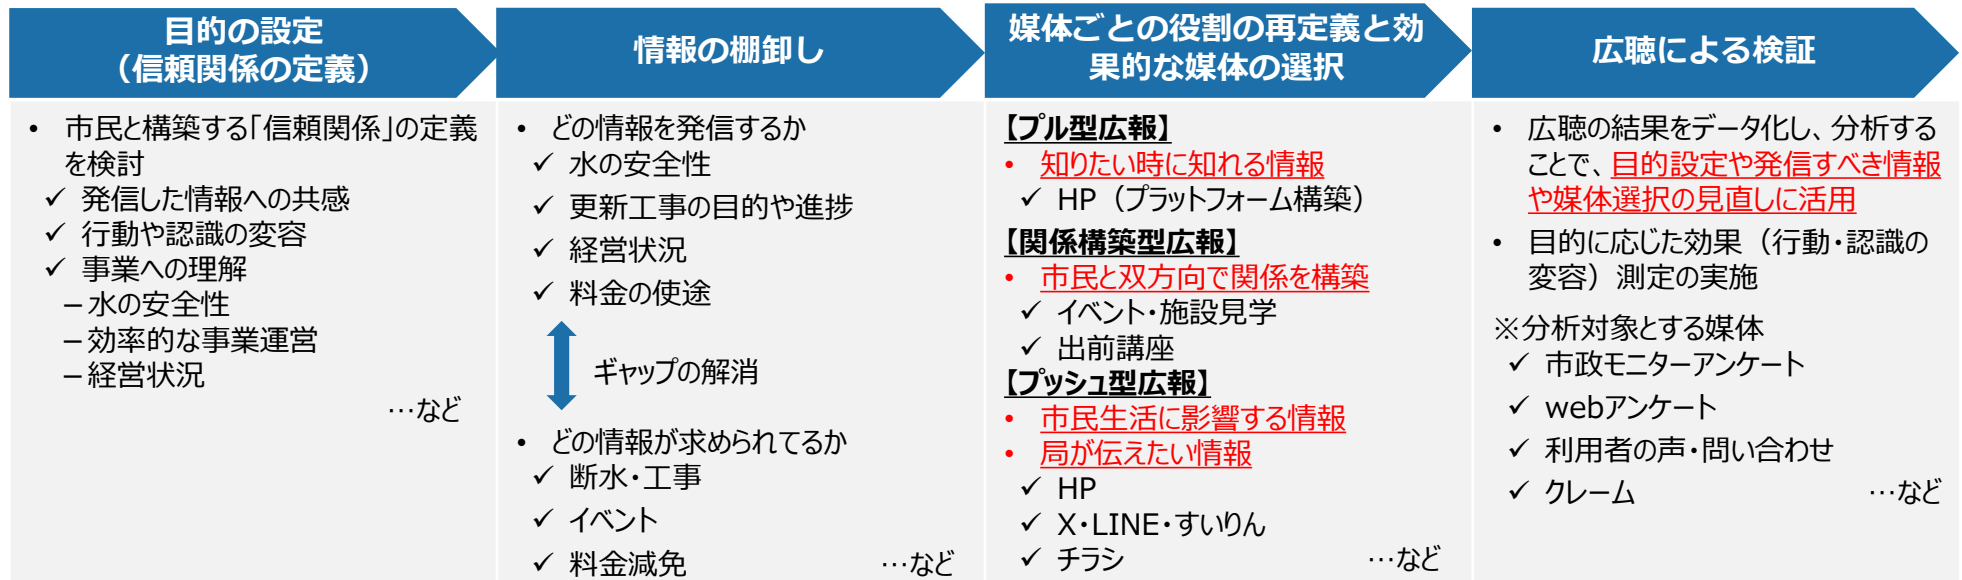 目的の設定
（信頼関係の定義）
• 市民と構築する「信頼関係」の定義
を検討
✓ 発信した情報への共感
✓ 行動や認識の変容
✓ 事業への理解
– 水の安全性
– 効率的な事業運営
– 経営状況
…など
情報の棚卸し
• どの情報を発信するか
✓ 水の安全性
✓ 更新工事の目的や進捗
✓ 経営状況
✓ 料金の使途
ギャップの解消
• どの情報が求められてるか
✓ 断水・工事
✓ イベント
✓ 料金減免 …など
媒体ごとの役割の再定義と効
果的な媒体の選択
【プル型広報】
• 知りたい時に知れる情報
✓ HP（プラットフォーム構築）
【関係構築型広報】
• 市民と双方向で関係を構築
✓ イベント・施設見学
✓ 出前講座
【プッシュ型広報】
• 市民生活に影響する情報
• 局が伝えたい情報
✓ HP
✓ X・LINE・すいりん
✓ チラシ …など
広聴による検証
• 広聴の結果をデータ化し、分析する
ことで、目的設定や発信すべき情報
や媒体選択の見直しに活用
• 目的に応じた効果（行動・認識の
変容）測定の実施
※分析対象とする媒体
✓ 市政モニターアンケート
✓ webアンケート
✓ 利用者の声・問い合わせ
✓ クレーム …など